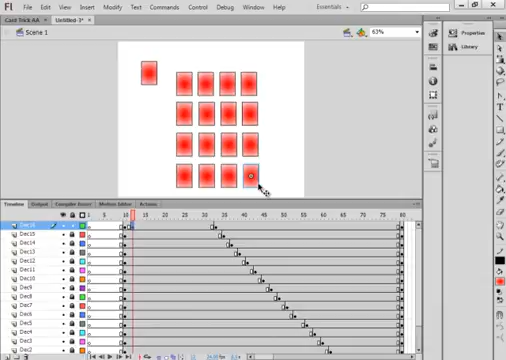 Fl File Edit View Insert Modify Text Commands Control Debug Window Help Essentials
Card Trick AA × Untitled-3* ×
Scene 1 63%
Properties
Library
Timeline Output Compiler Errors Motion Editor Actions
1 5 10 15 20 25 30 35 40 45 50 55 60 65 70 75 80
Dec16
Dec15
Dec14
Dec13
Dec12
Dec11
Dec10
Dec9
Dec8
Dec7
Dec6
Dec5
Dec4
Dec3
Dec2